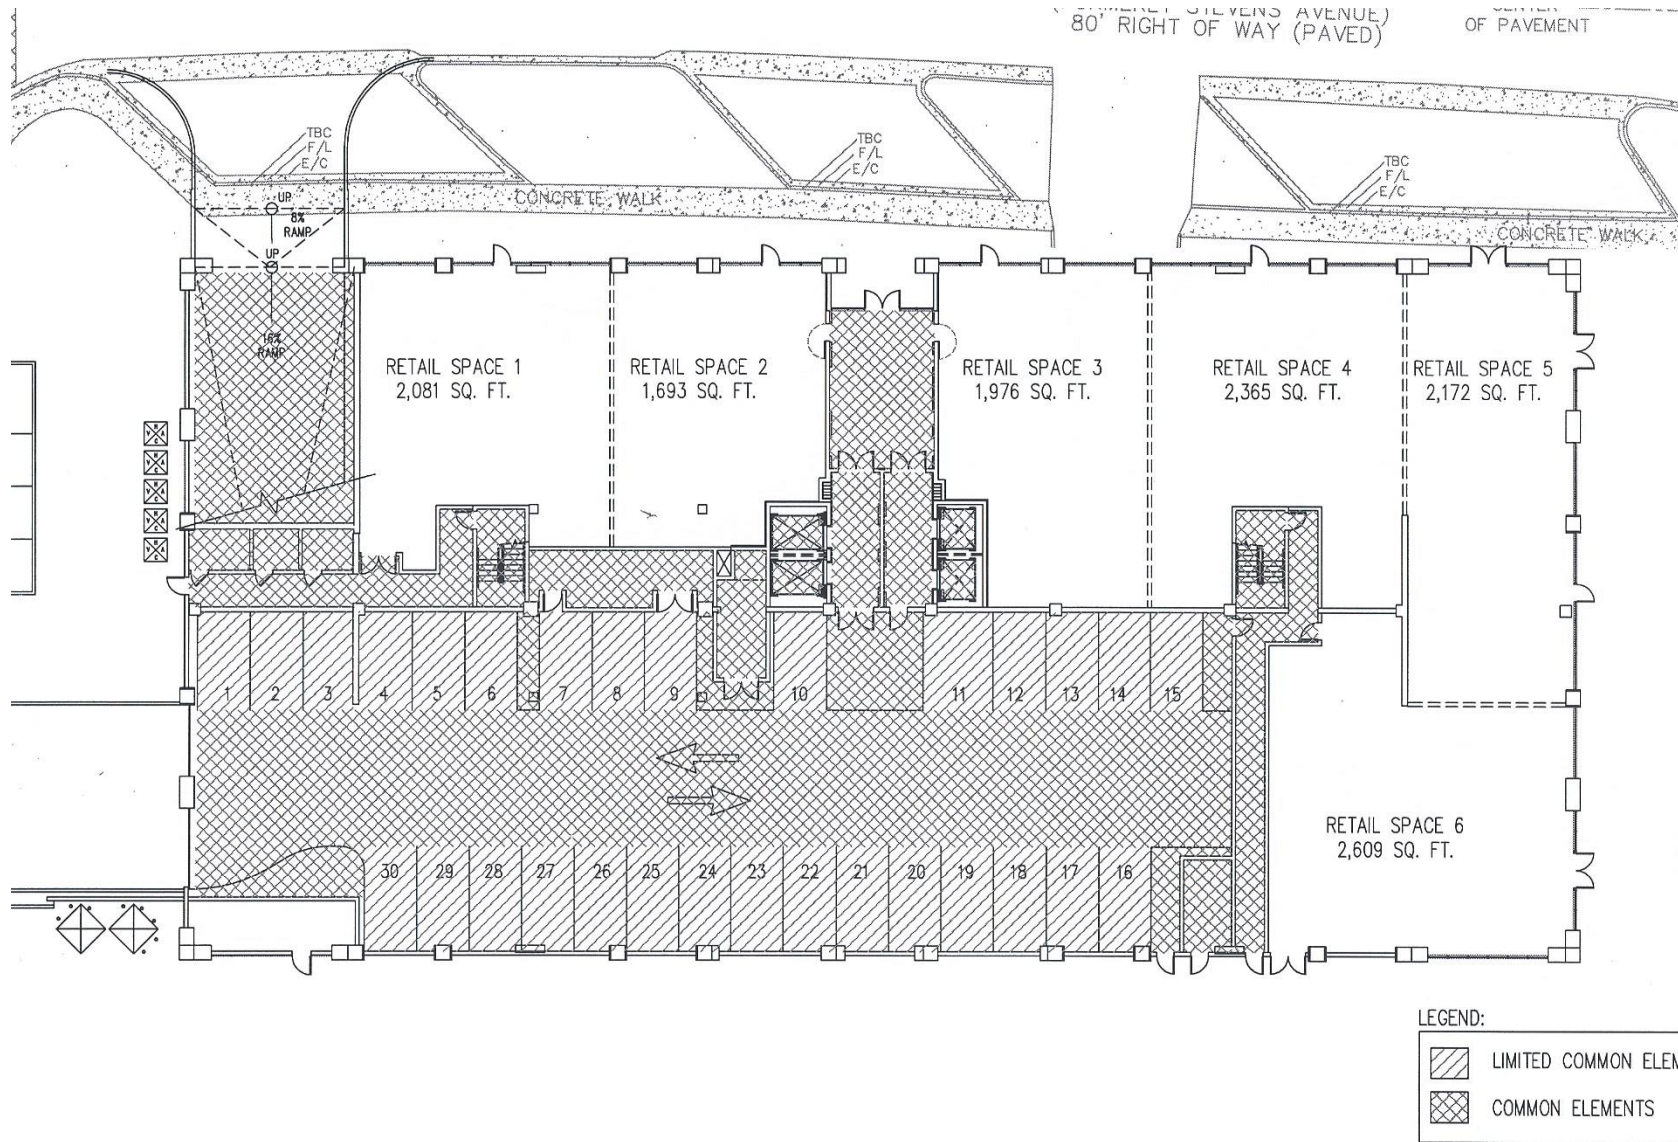 STEVENS AVENUE)
80' RIGHT OF WAY (PAVED)
CENTER
OF PAVEMENT
TBC
F/L
E/C
TBC
F/L
E/C
TBC
F/L
E/C
CONCRETE WALK
CONCRETE WALK
UP
8%
RAMP
UP
16%
RAMP
RETAIL SPACE 1
2,081 SQ. FT.
RETAIL SPACE 2
1,693 SQ. FT.
RETAIL SPACE 3
1,976 SQ. FT.
RETAIL SPACE 4
2,365 SQ. FT.
RETAIL SPACE 5
2,172 SQ. FT.
1 2 3 4 5 6 7 8 9 10 11 12 13 14 15
30 29 28 27 26 25 24 23 22 21 20 19 18 17 16
RETAIL SPACE 6
2,609 SQ. FT.
LEGEND:
LIMITED COMMON ELEM
COMMON ELEMENTS